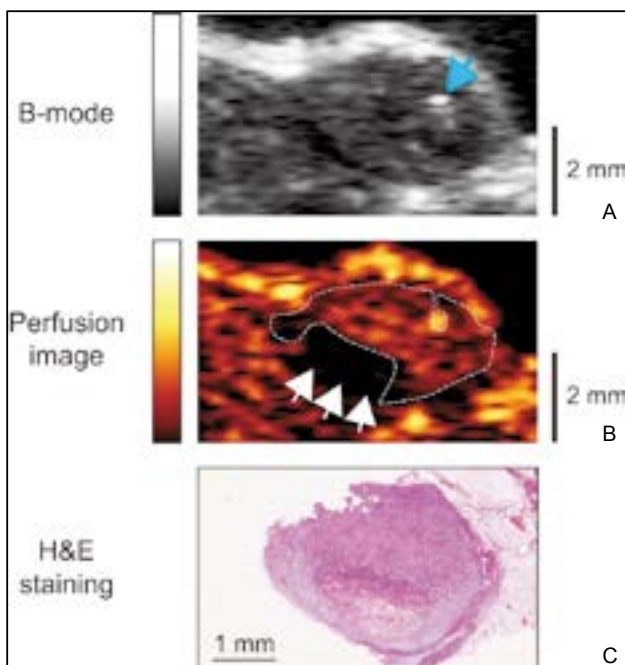 B-mode
2 mm
A
Perfusion
image
2 mm
B
H&E
staining
1 mm
C